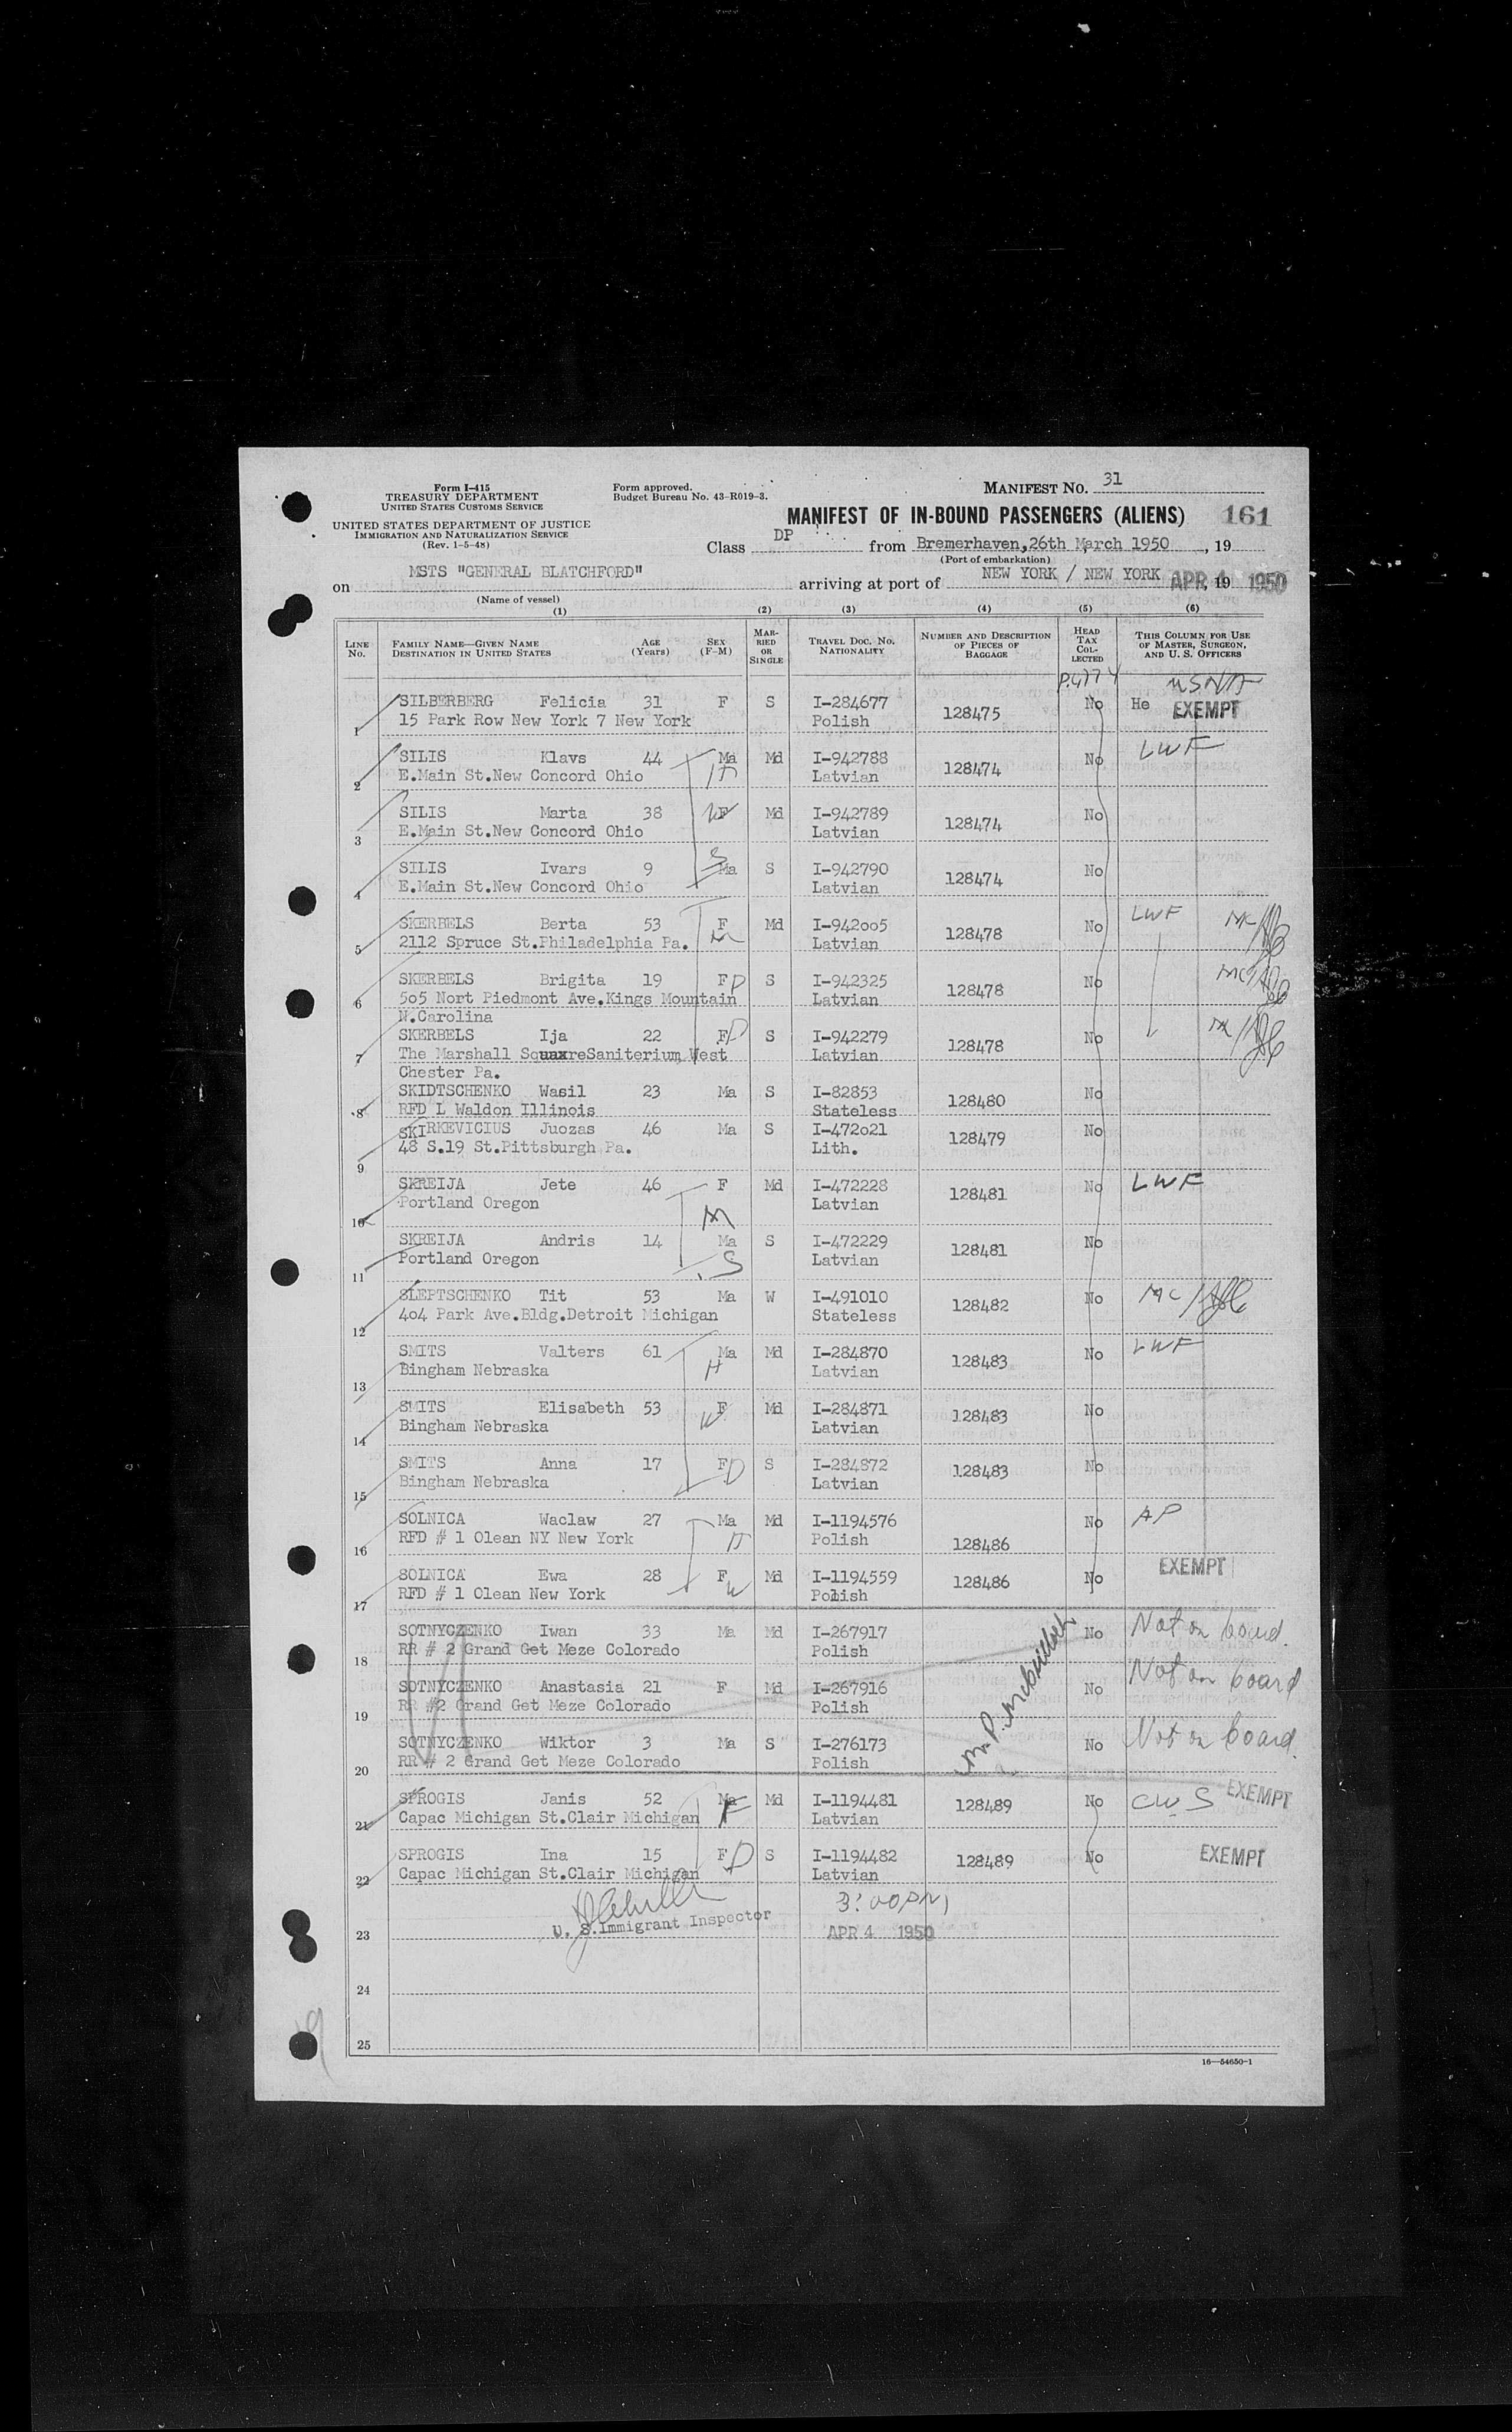 Form I-415
TREASURY DEPARTMENT
UNITED STATES CUSTOMS SERVICE
UNITED STATES DEPARTMENT OF JUSTICE
IMMIGRATION AND NATURALIZATION SERVICE
(Rev. 1-5-48)
Form approved.
Budget Bureau No. 43-R019-3.
MANIFEST NO. 31
MANIFEST OF IN-BOUND PASSENGERS (ALIENS) 161
Class DP from Bremerhaven,26th March 1950, 19
(Port of embarkation)
on MSTS "GENERAL BLATCHFORD" arriving at port of NEW YORK / NEW YORK APR 4, 19 1950
(Name of vessel)
(1) (2) (3) (4) (5) (6)
LINE No. FAMILY NAME—GIVEN NAME DESTINATION IN UNITED STATES AGE (Years) SEX (F-M) MARRIED OR SINGLE TRAVEL DOC. NO. NATIONALITY NUMBER AND DESCRIPTION OF PIECES OF BAGGAGE HEAD TAX COLLECTED THIS COLUMN FOR USE OF MASTER, SURGEON, AND U. S. OFFICERS
P.4774 USNA
SILBERBERG Felicia 31 F S I-284677 128475 No He EXEMPT
1 15 Park Row New York 7 New York Polish
SILIS Klavs 44 Ma Md I-942788 128474 No LWF
2 E.Main St.New Concord Ohio H Latvian
SILIS Marta 38 W F Md I-942789 128474 No
3 E.Main St.New Concord Ohio Latvian
SILIS Ivars 9 S Ma S I-942790 128474 No
4 E.Main St.New Concord Ohio Latvian
SKERBELS Berta 53 F Md I-942005 128478 No LWF MC/
5 2112 Spruce St.Philadelphia Pa. M Latvian
SKERBELS Brigita 19 F D S I-942325 128478 No MC/
6 505 Nort Piedmont Ave.Kings Mountain Latvian
N.Carolina
SKERBELS Ija 22 F D S I-942279 128478 No MC/
7 The Marshall SquaxreSaniterium West Latvian
Chester Pa.
SKIDTSCHENKO Wasil 23 Ma S I-82853 128480 No
8 RFD L Waldon Illinois Stateless
SKIRKEVICIUS Juozas 46 Ma S I-472021 128479 No
9 48 S.19 St.Pittsburgh Pa. Lith.
SKREIJA Jete 46 F Md I-472228 128481 No LWF
10 Portland Oregon M Latvian
SKREIJA Andris 14 Ma S I-472229 128481 No
11 Portland Oregon S Latvian
SLEPTSCHENKO Tit 53 Ma W I-491010 128482 No MC/
12 404 Park Ave.Bldg.Detroit Michigan Stateless
SMITS Valters 61 Ma Md I-284870 128483 No LWF
13 Bingham Nebraska H Latvian
SMITS Elisabeth 53 F Md I-284871 128483 No
14 Bingham Nebraska W Latvian
SMITS Anna 17 F D S I-284872 128483 No
15 Bingham Nebraska Latvian
SOLNICA Waclaw 27 Ma Md I-1194576 128486 No AP
16 RFD # 1 Olean NY New York H Polish
SOLNICA Ewa 28 F Md I-1194559 128486 No EXEMPT
17 RFD # 1 Olean New York W Polish
SOTNYCZENKO Iwan 33 Ma Md I-267917 No Not on board.
18 RR # 2 Grand Get Meze Colorado Polish
SOTNYCZENKO Anastasia 21 F Md I-267916 No Not on board
19 RR #2 Grand Get Meze Colorado Polish
SOTNYCZENKO Wiktor 3 Ma S I-276173 No Not on board.
20 RR # 2 Grand Get Meze Colorado Polish
SPROGIS Janis 52 Ma F Md I-1194481 128489 No CWS EXEMPT
21 Capac Michigan St.Clair Michigan Latvian
SPROGIS Ina 15 F D S I-1194482 128489 No EXEMPT
22 Capac Michigan St.Clair Michigan Latvian
3:00PM
U. S. Immigrant Inspector APR 4 1950
23
24
25
16—54650-1